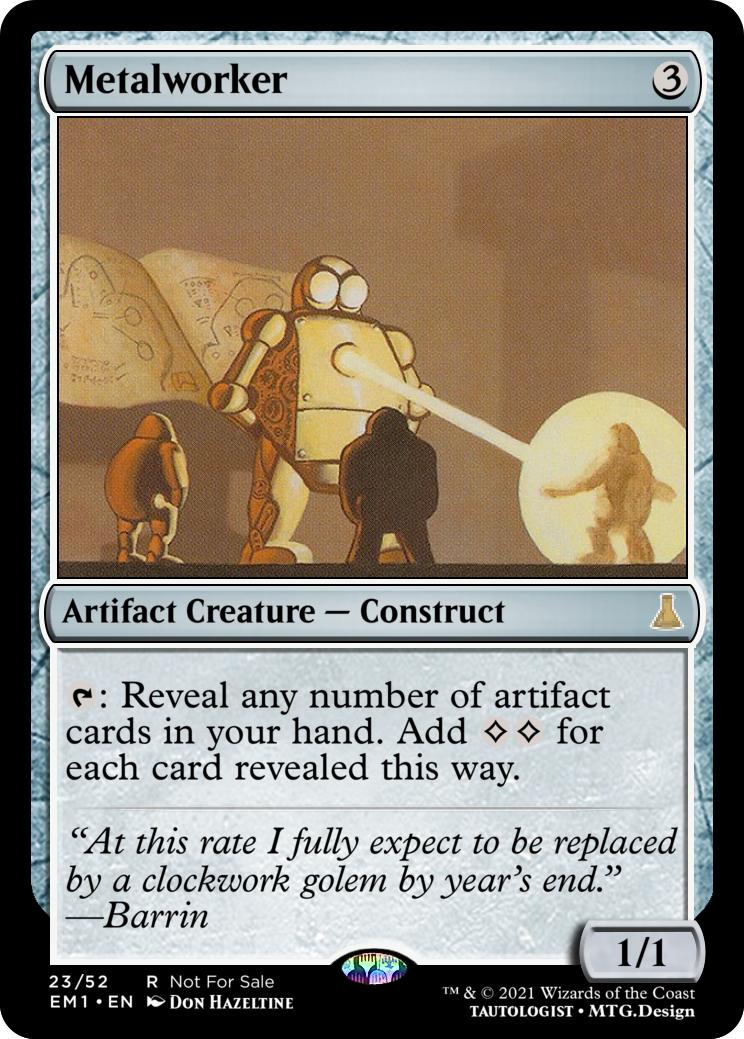 Metalworker 3
Artifact Creature — Construct
: Reveal any number of artifact
cards in your hand. Add for
each card revealed this way.
“At this rate I fully expect to be replaced
by a clockwork golem by year’s end.”
—Barrin
1/1
23/52 R Not For Sale
EM1 • EN Don Hazeltine
™ & © 2021 Wizards of the Coast
TAUTOLOGIST • MTG.Design